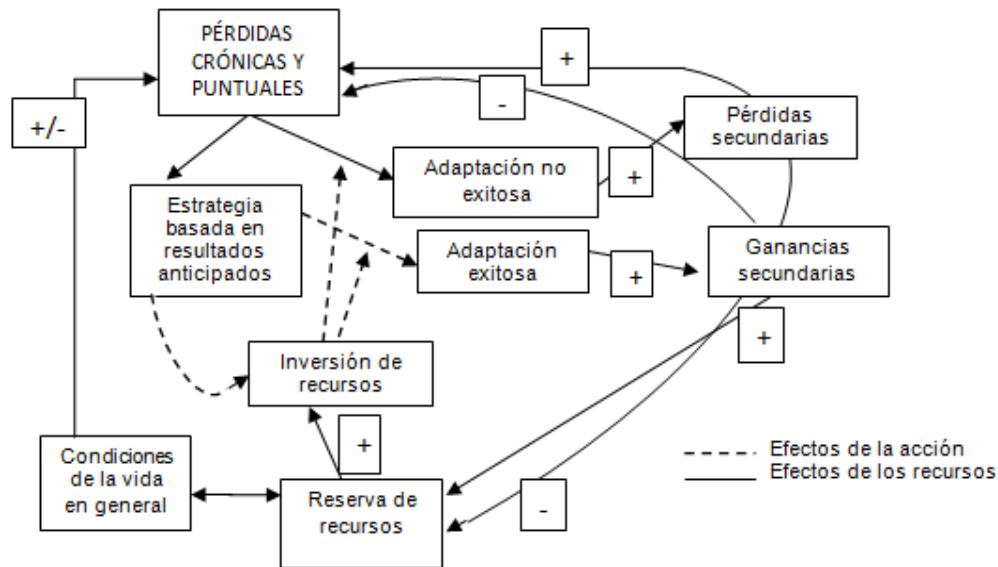 PÉRDIDAS
CRÓNICAS Y
PUNTUALES
+
-
+/-
Pérdidas
secundarias
Adaptación no
exitosa
+
Estrategia
basada en
resultados
anticipados
Adaptación
exitosa
+
Ganancias
secundarias
+
Inversión de
recursos
+
Condiciones
de la vida
en general
Reserva de
recursos
-
Efectos de la acción
Efectos de los recursos